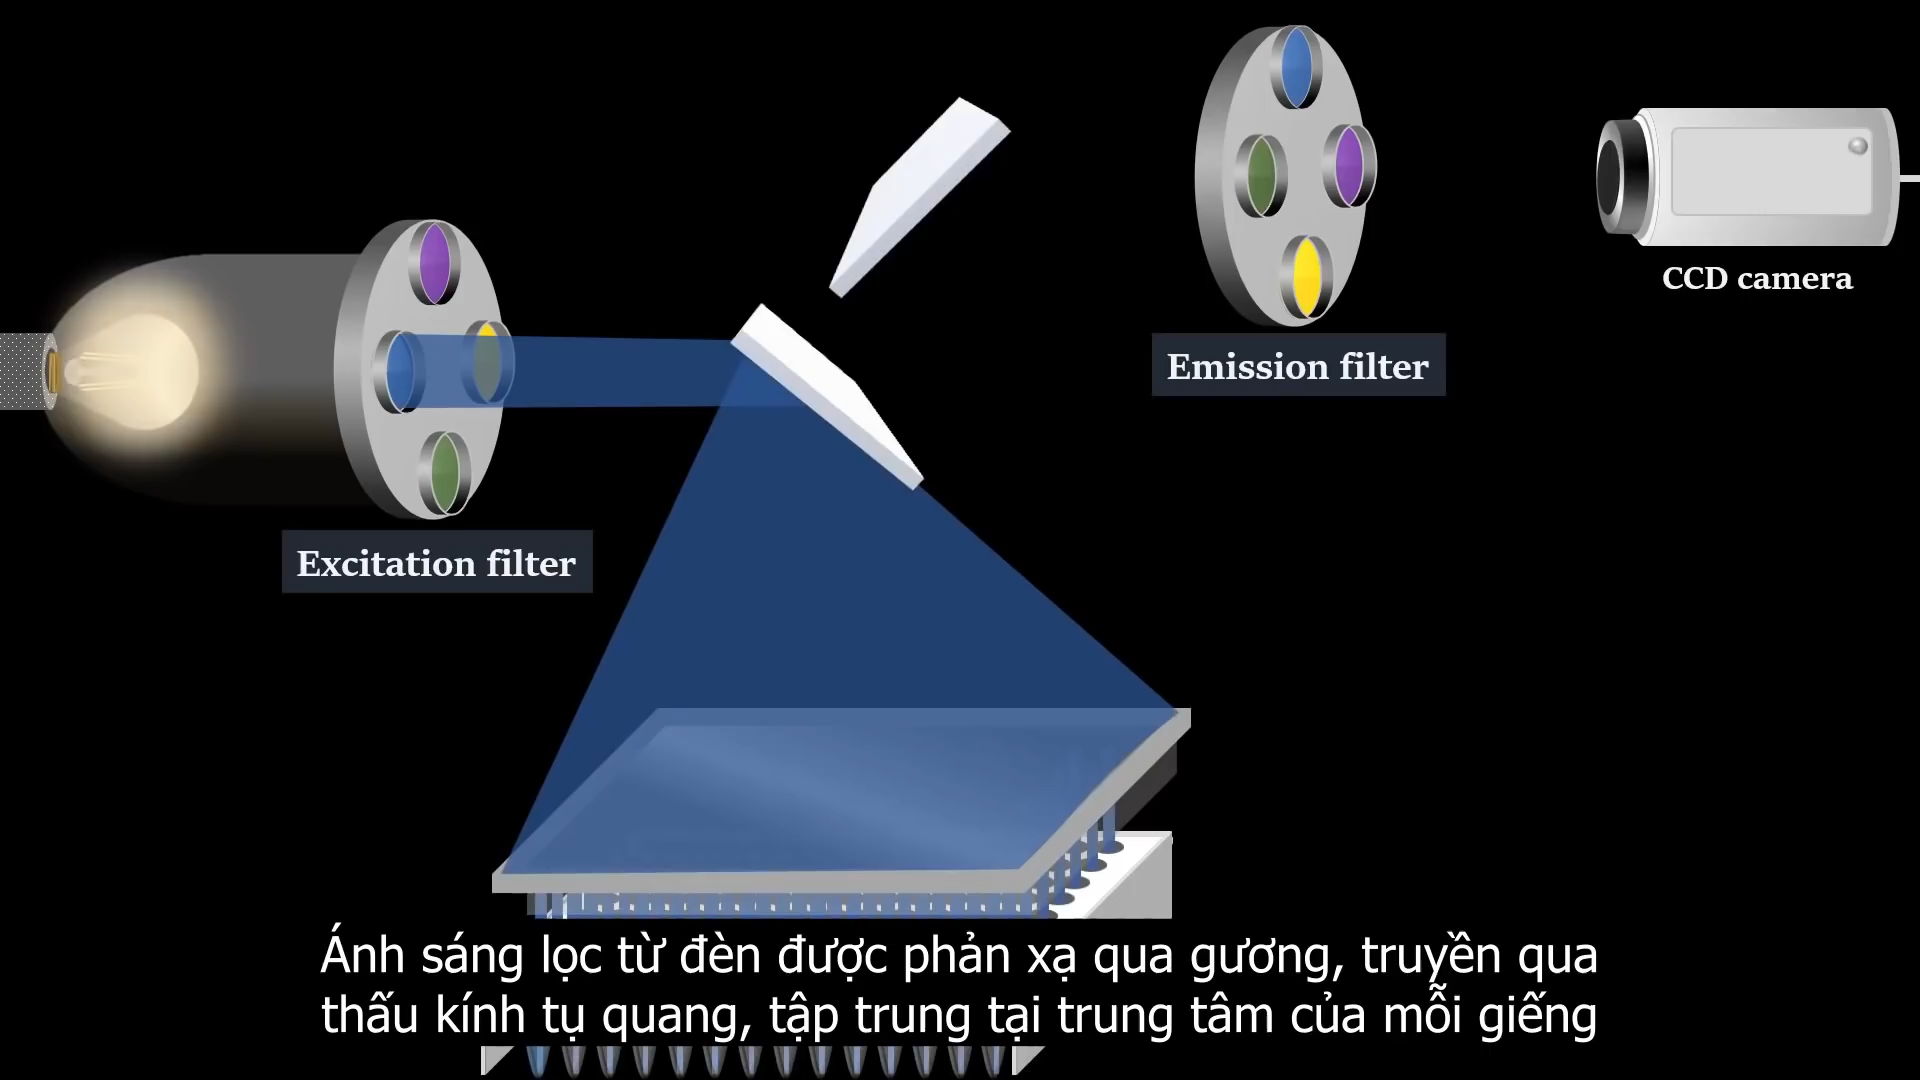 CCD camera
Emission filter
Excitation filter
Ánh sáng lọc từ đèn được phản xạ qua gương, truyền qua
thấu kính tụ quang, tập trung tại trung tâm của mỗi giếng